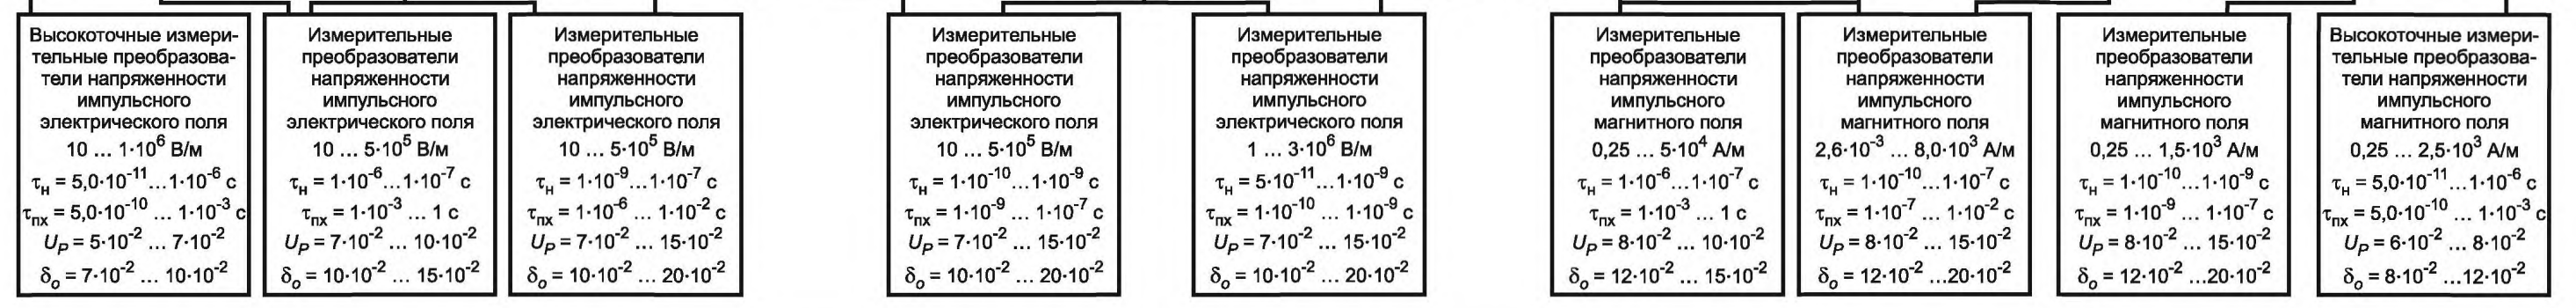 Высокоточные измери-
тельные преобразова-
тели напряженности
импульсного
электрического поля
10 ... 1·10⁶ В/м
τн = 5,0·10⁻¹¹...1·10⁻⁶ с
τпх = 5,0·10⁻¹⁰ ... 1·10⁻³ с
UP = 5·10⁻² ... 7·10⁻²
δo = 7·10⁻² ... 10·10⁻²
Измерительные
преобразователи
напряженности
импульсного
электрического поля
10 ... 5·10⁵ В/м
τн = 1·10⁻⁶...1·10⁻⁷ с
τпх = 1·10⁻³ ... 1 с
UP = 7·10⁻² ... 10·10⁻²
δo = 10·10⁻² ... 15·10⁻²
Измерительные
преобразователи
напряженности
импульсного
электрического поля
10 ... 5·10⁵ В/м
τн = 1·10⁻⁹...1·10⁻⁷ с
τпх = 1·10⁻⁶ ... 1·10⁻² с
UP = 7·10⁻² ... 15·10⁻²
δo = 10·10⁻² ... 20·10⁻²
Измерительные
преобразователи
напряженности
импульсного
электрического поля
10 ... 5·10⁵ В/м
τн = 1·10⁻¹⁰...1·10⁻⁹ с
τпх = 1·10⁻⁹ ... 1·10⁻⁷ с
UP = 7·10⁻² ... 15·10⁻²
δo = 10·10⁻² ... 20·10⁻²
Измерительные
преобразователи
напряженности
импульсного
электрического поля
1 ... 3·10⁶ В/м
τн = 5·10⁻¹¹...1·10⁻⁹ с
τпх = 1·10⁻¹⁰ ... 1·10⁻⁹ с
UP = 7·10⁻² ... 15·10⁻²
δo = 10·10⁻² ... 20·10⁻²
Измерительные
преобразователи
напряженности
импульсного
магнитного поля
0,25 ... 5·10⁴ А/м
τн = 1·10⁻⁶...1·10⁻⁷ с
τпх = 1·10⁻³ ... 1 с
UP = 8·10⁻² ... 10·10⁻²
δo = 12·10⁻² ... 15·10⁻²
Измерительные
преобразователи
напряженности
импульсного
магнитного поля
2,6·10⁻³ ... 8,0·10³ А/м
τн = 1·10⁻¹⁰...1·10⁻⁷ с
τпх = 1·10⁻⁷ ... 1·10⁻² с
UP = 8·10⁻² ... 15·10⁻²
δo = 12·10⁻² ...20·10⁻²
Измерительные
преобразователи
напряженности
импульсного
магнитного поля
0,25 ... 1,5·10³ А/м
τн = 1·10⁻¹⁰...1·10⁻⁹ с
τпх = 1·10⁻⁹ ... 1·10⁻⁷ с
UP = 8·10⁻² ... 15·10⁻²
δo = 12·10⁻² ...20·10⁻²
Высокоточные измери-
тельные преобразова-
тели напряженности
импульсного
магнитного поля
0,25 ... 2,5·10³ А/м
τн = 5,0·10⁻¹¹...1·10⁻⁶ с
τпх = 5,0·10⁻¹⁰ ... 1·10⁻³ с
UP = 6·10⁻² ... 8·10⁻²
δo = 8·10⁻² ...12·10⁻²